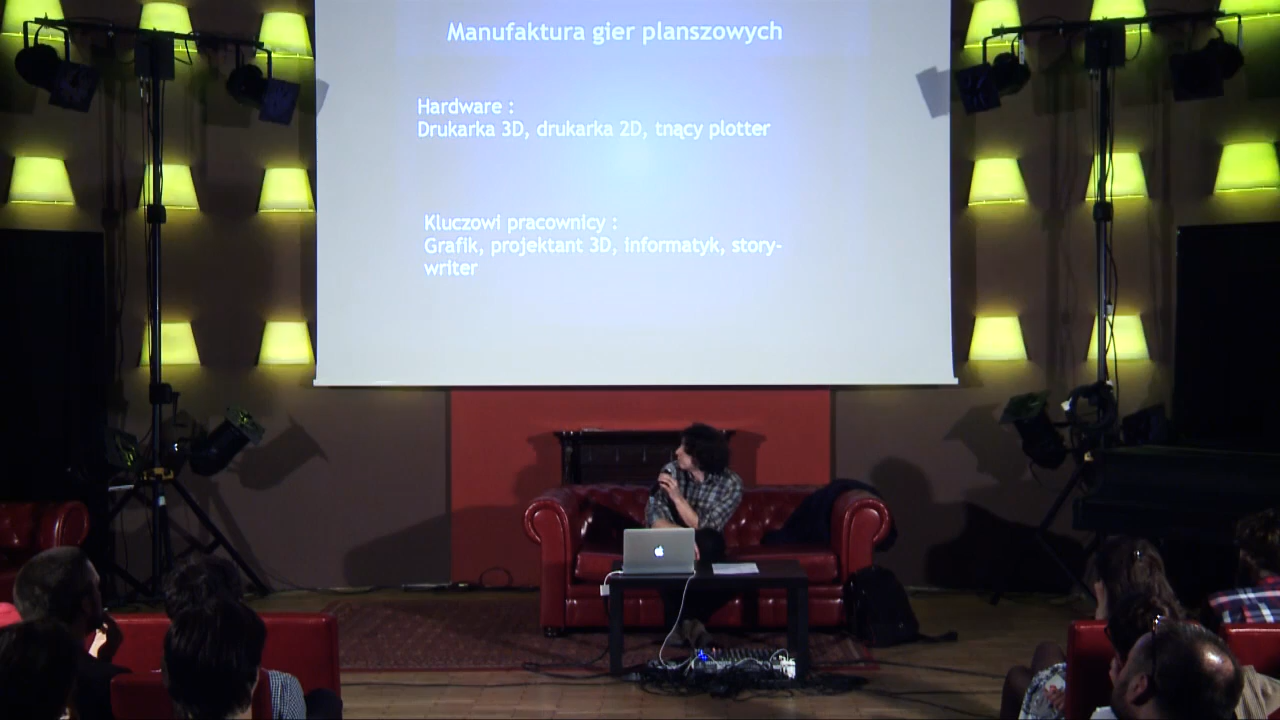 Manufaktura gier planszowych
Hardware :
Drukarka 3D, drukarka 2D, tnący plotter
Kluczowi pracownicy :
Grafik, projektant 3D, informatyk, story-
writer